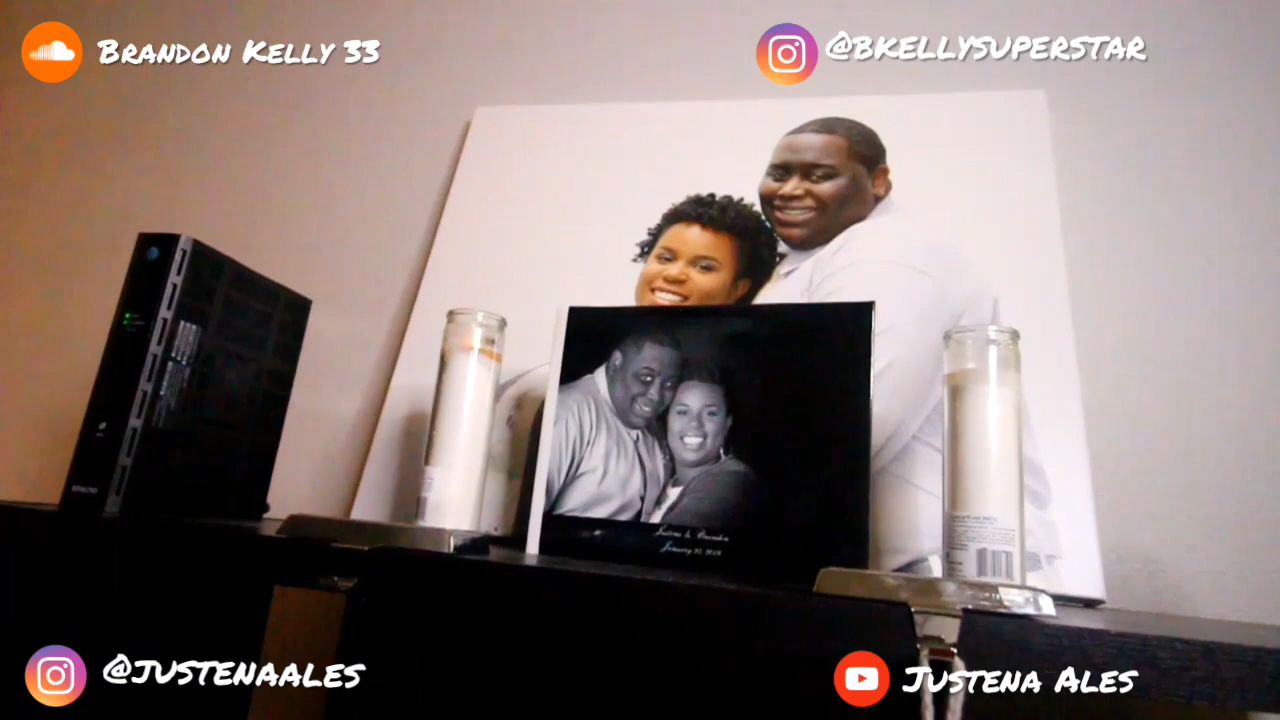 Brandon Kelly 33
@bkellysuperstar
Justena & Brandon
@justenaales
Justena Ales